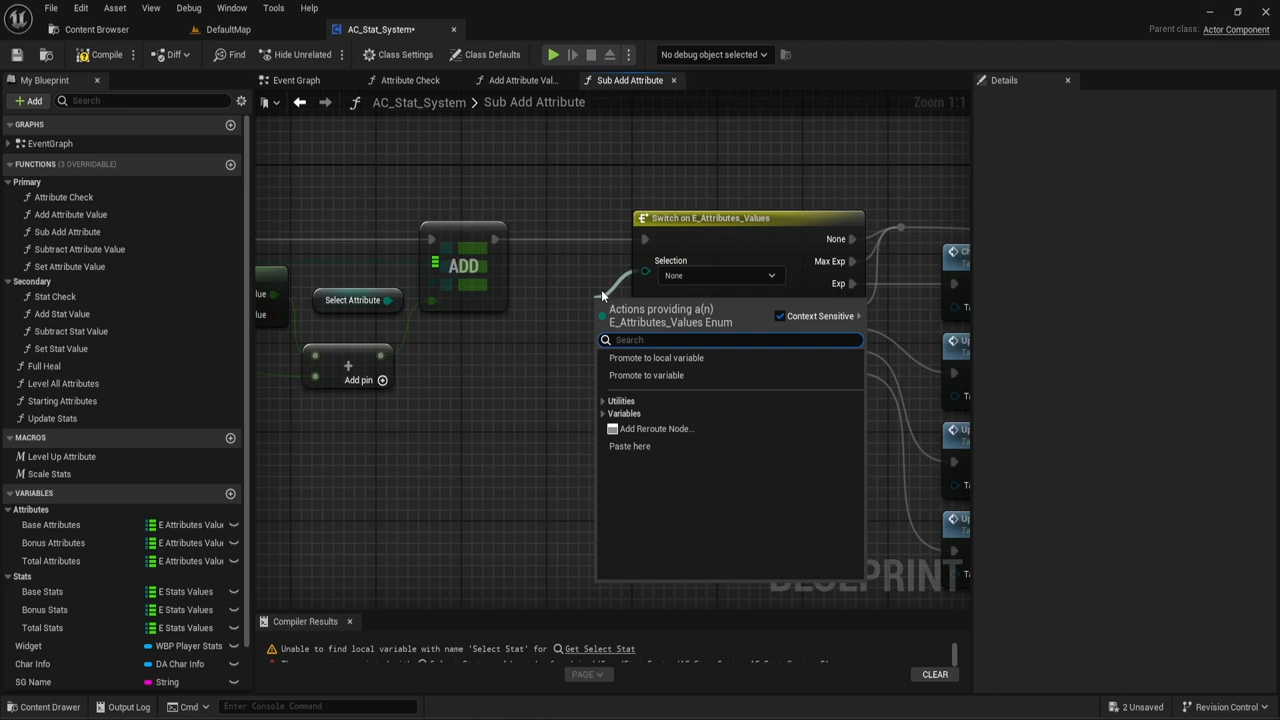 File Edit Asset View Debug Window Tools Help
Content Browser DefaultMap AC_Stat_System* Parent class: Actor Component
Compile Diff Find Hide Unrelated Class Settings Class Defaults No debug object selected
My Blueprint Event Graph Attribute Check Add Attribute Val... Sub Add Attribute Details
Add Search AC_Stat_System > Sub Add Attribute Zoom 1:1
GRAPHS
EventGraph
FUNCTIONS (3 OVERRIDABLE)
Primary
Attribute Check
Add Attribute Value
Sub Add Attribute
Subtract Attribute Value
Set Attribute Value
Secondary
Stat Check
Add Stat Value
Subtract Stat Value
Set Stat Value
Full Heal
Level All Attributes
Starting Attributes
Update Stats
MACROS
Level Up Attribute
Scale Stats
VARIABLES
Attributes
Base Attributes E Attributes Valu
Bonus Attributes E Attributes Valu
Total Attributes E Attributes Valu
Stats
Base Stats E Stats Values
Bonus Stats E Stats Values
Total Stats E Stats Values
Widget WBP Player Stats
Char Info DA Char Info
SG Name String
Select Attribute
ADD
Add pin
Switch on E_Attributes_Values
None
Selection
Max Exp
None
Exp
Actions providing a(n)
E_Attributes_Values Enum
Context Sensitive
Search
Promote to local variable
Promote to variable
Utilities
Variables
Add Reroute Node...
Paste here
BLUEPRINT
Compiler Results
Unable to find local variable with name 'Select Stat' for Get Select Stat
PAGE
CLEAR
Content Drawer Output Log Cmd Enter Console Command 2 Unsaved Revision Control